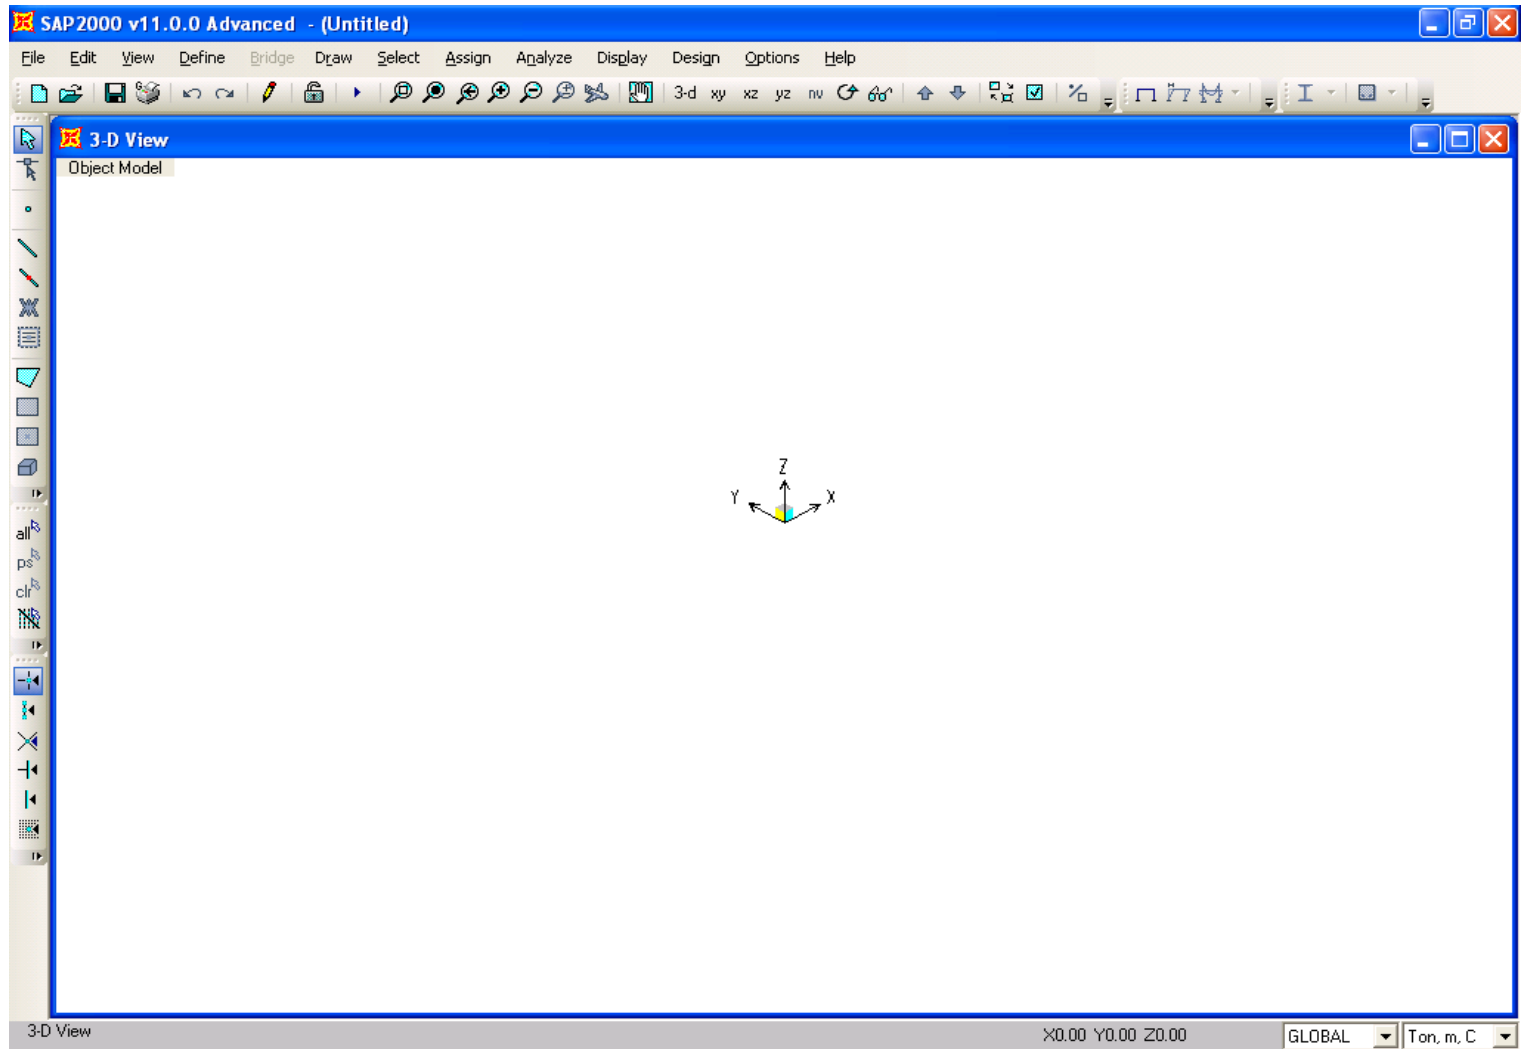 SAP2000 v11.0.0 Advanced - (Untitled)
File Edit View Define Bridge Draw Select Assign Analyze Display Design Options Help
3-d xy xz yz nv
3-D View
Object Model
Z
Y X
all
ps
clr
3-D View X0.00 Y0.00 Z0.00 GLOBAL Ton, m, C